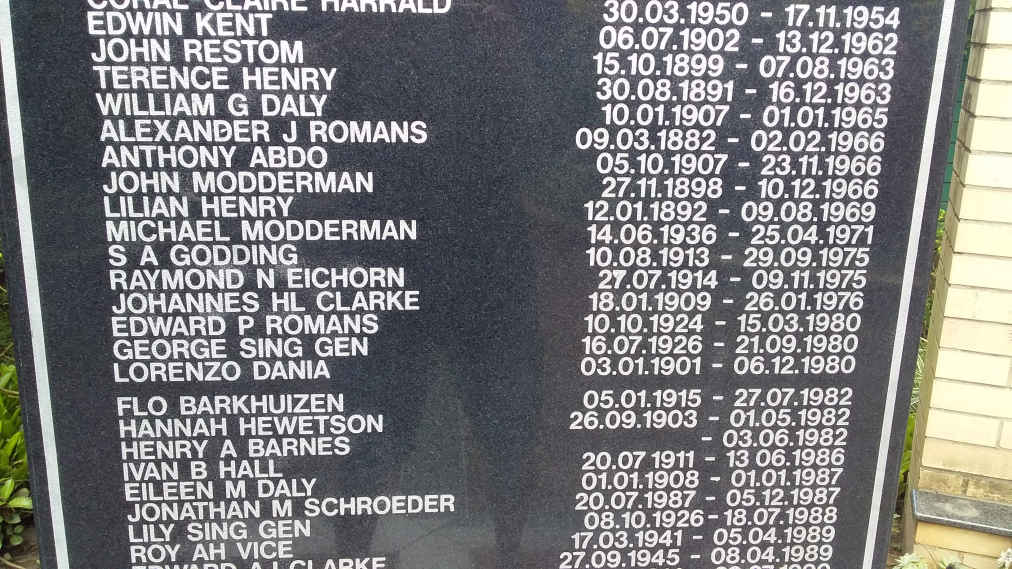 CORAL CLAIRE HARRALD 30.03.1950 - 17.11.1954
EDWIN KENT 06.07.1902 - 13.12.1962
JOHN RESTOM 15.10.1899 - 07.08.1963
TERENCE HENRY 30.08.1891 - 16.12.1963
WILLIAM G DALY 10.01.1907 - 01.01.1965
ALEXANDER J ROMANS 09.03.1882 - 02.02.1966
ANTHONY ABDO 05.10.1907 - 23.11.1966
JOHN MODDERMAN 27.11.1898 - 10.12.1966
LILIAN HENRY 12.01.1892 - 09.08.1969
MICHAEL MODDERMAN 14.06.1936 - 25.04.1971
S A GODDING 10.08.1913 - 29.09.1975
RAYMOND N EICHORN 27.07.1914 - 09.11.1975
JOHANNES HL CLARKE 18.01.1909 - 26.01.1976
EDWARD P ROMANS 10.10.1924 - 15.03.1980
GEORGE SING GEN 16.07.1926 - 21.09.1980
LORENZO DANIA 03.01.1901 - 06.12.1980
FLO BARKHUIZEN 05.01.1915 - 27.07.1982
HANNAH HEWETSON 26.09.1903 - 01.05.1982
HENRY A BARNES - 03.06.1982
IVAN B HALL 20.07 1911 - 13 06.1986
EILEEN M DALY 01.01.1908 - 01.01.1987
JONATHAN M SCHROEDER 20.07.1987 - 05.12.1987
LILY SING GEN 08.10.1926 - 18.07.1988
ROY AH VICE 17.03.1941 - 05.04.1989
EDWARD AJ CLARKE 27.09.1945 - 08.04.1989